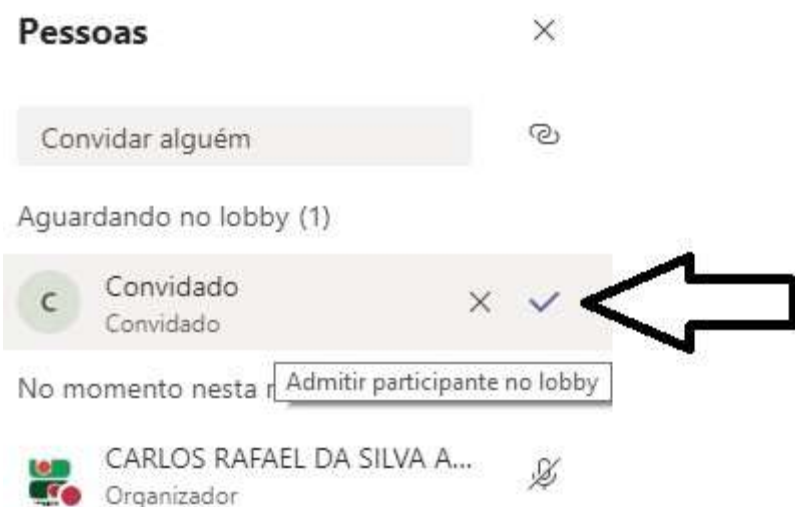 Pessoas
Convidar alguém
Aguardando no lobby (1)
C
Convidado
Convidado
Admitir participante no lobby
No momento nesta
CARLOS RAFAEL DA SILVA A...
Organizador